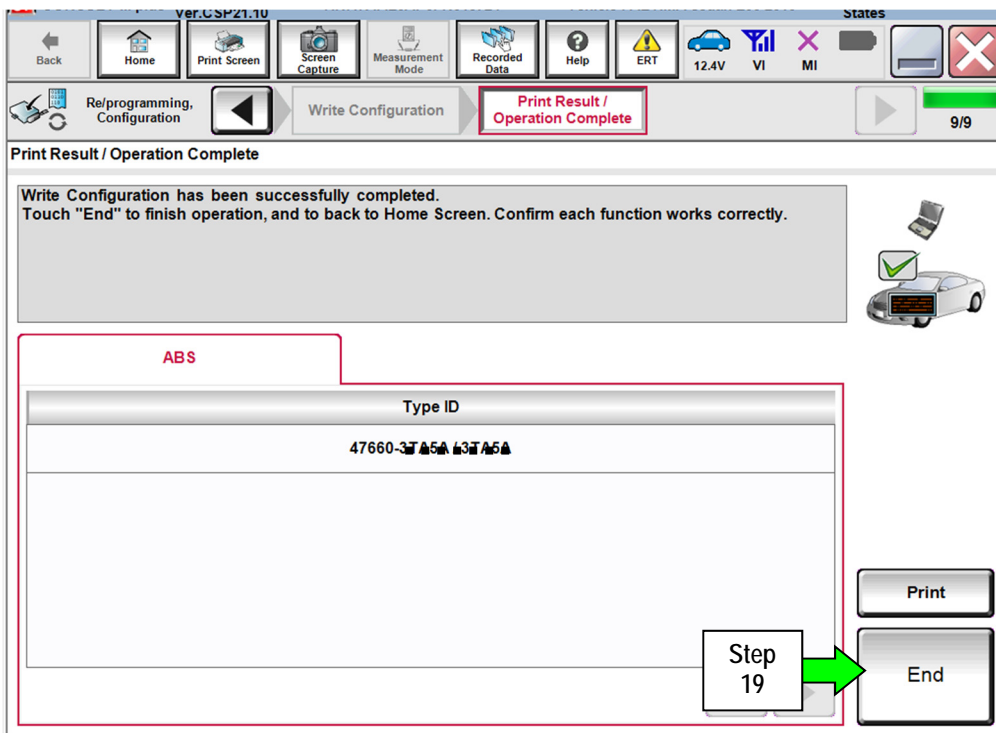 Ver.CSP21.10
States
Back
Home
Print Screen
Screen
Capture
Measurement
Mode
Recorded
Data
Help
ERT
12.4V
VI
MI
Re/programming,
Configuration
Write Configuration
Print Result /
Operation Complete
9/9
Print Result / Operation Complete
Write Configuration has been successfully completed.
Touch "End" to finish operation, and to back to Home Screen. Confirm each function works correctly.
ABS
Type ID
Print
Step
19
End